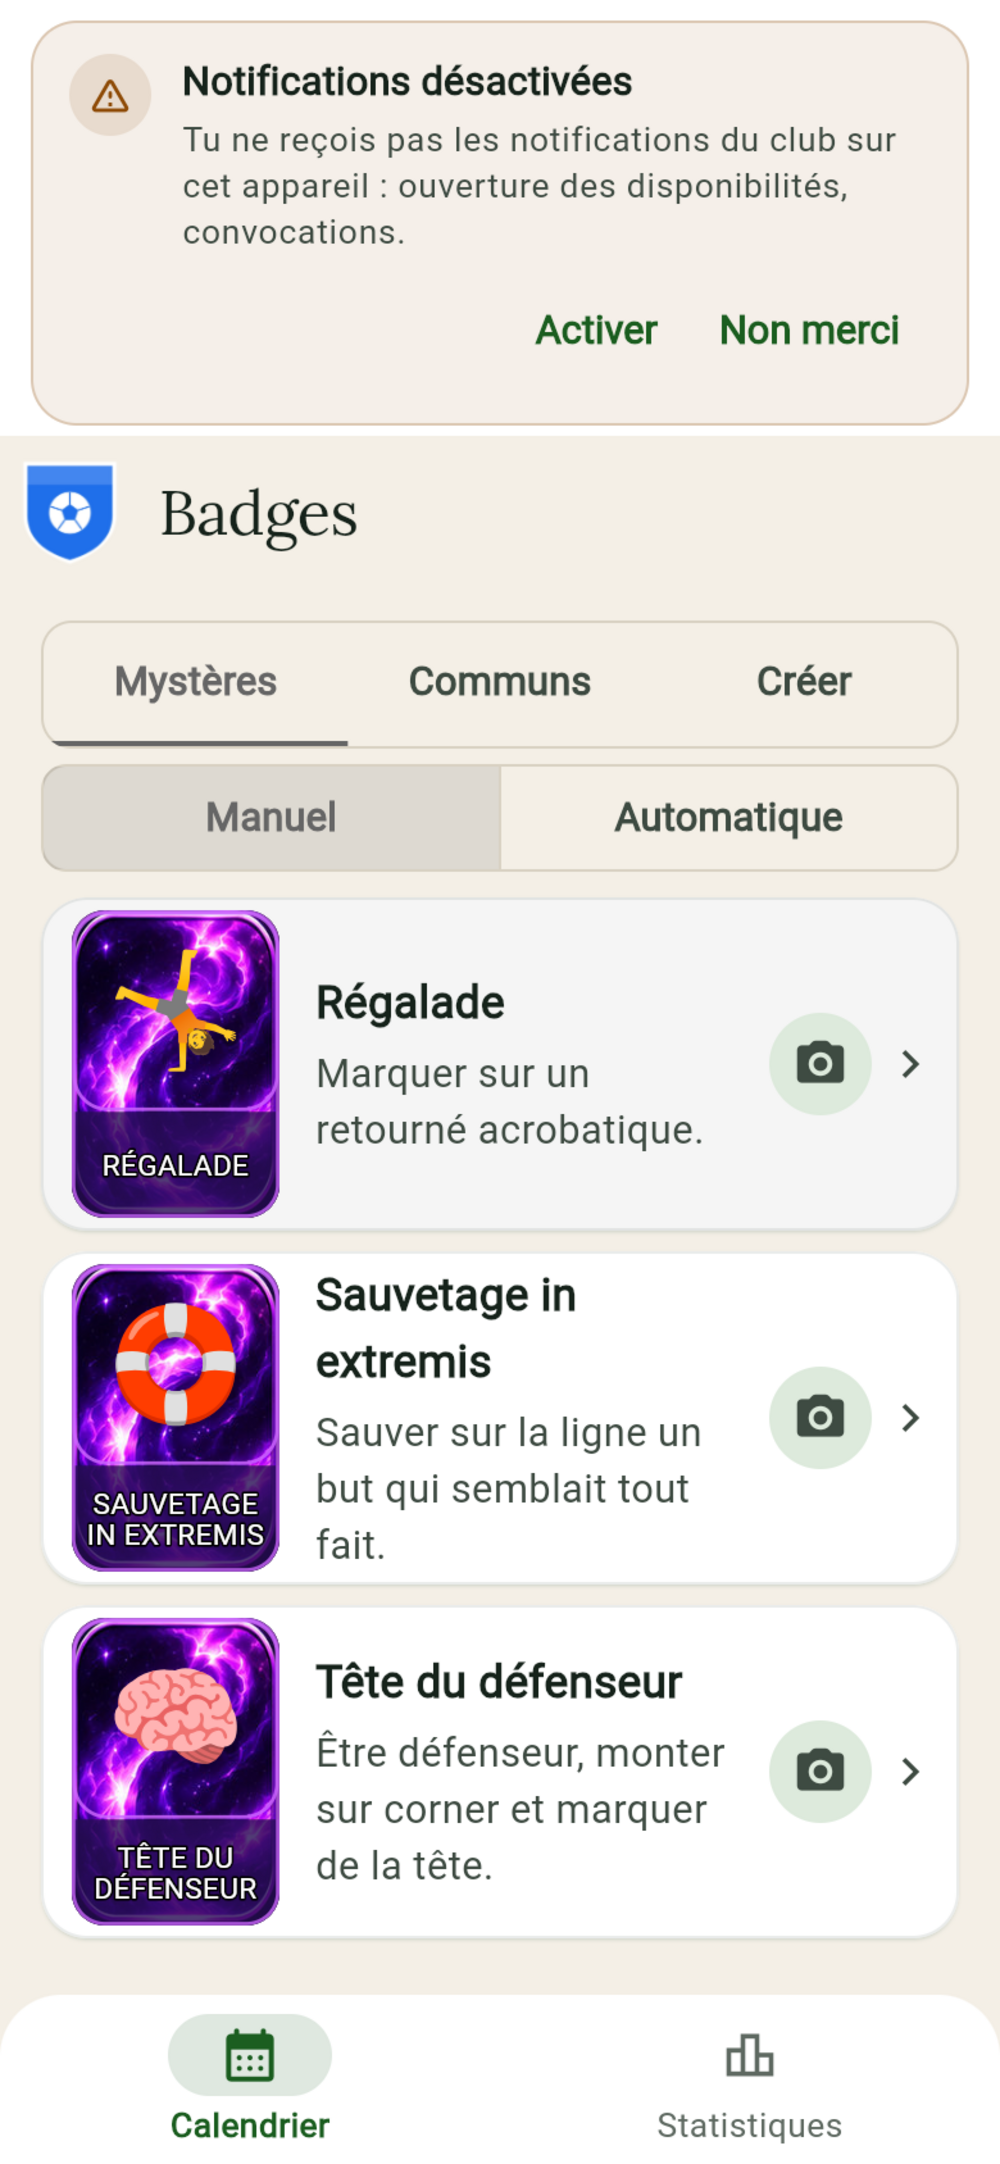 Notifications désactivées
Tu ne reçois pas les notifications du club sur
cet appareil : ouverture des disponibilités,
convocations.
Activer
Non merci
Badges
Mystères
Communs
Créer
Manuel
Automatique
RÉGALADE
Régalade
Marquer sur un
retourné acrobatique.
SAUVETAGE
IN EXTREMIS
Sauvetage in
extremis
Sauver sur la ligne un
but qui semblait tout
fait.
TÊTE DU
DÉFENSEUR
Tête du défenseur
Être défenseur, monter
sur corner et marquer
de la tête.
Calendrier
Statistiques